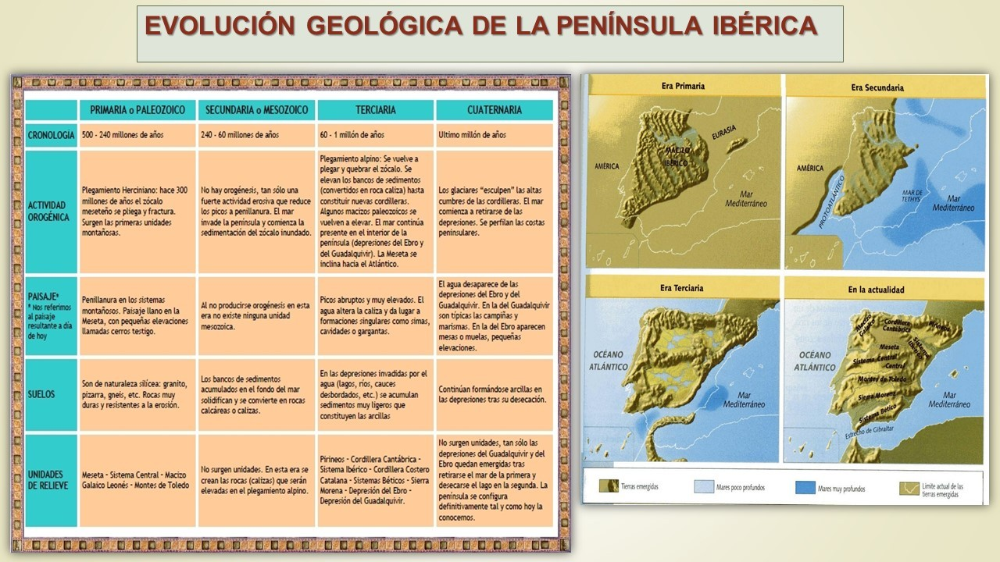 EVOLUCIÓN GEOLÓGICA DE LA PENÍNSULA IBÉRICA
PRIMARIA o PALEOZOICO
SECUNDARIA o MESOZOICO
TERCIARIA
CUATERNARIA
CRONOLOGÍA
500 - 240 millones de años
240 - 60 millones de años
60 - 1 millón de años
Ultimo millón de años
ACTIVIDAD
OROGÉNICA
Plegamiento Herciniano: hace 300
millones de años el zócalo
meseteño se pliega y fractura.
Surgen las primeras unidades
montañosas.
No hay orogénesis, tan sólo una
fuerte actividad erosiva que reduce
los picos a penillanura. El mar
invade la península y comienza la
sedimentación del zócalo inundado.
Plegamiento alpino: Se vuelve a
plegar y quebrar el zócalo. Se
elevan los bancos de sedimentos
(convertidos en roca caliza) hasta
constituir nuevas cordilleras.
Algunos macizos paleozoicos se
vuelven a elevar. El mar continúa
presente en el interior de la
península (depresiones del Ebro y
del Guadalquivir). La Meseta se
inclina hacia el Atlántico.
Los glaciares "esculpen" las altas
cumbres de las cordilleras. El mar
comienza a retirarse de las
depresiones. Se perfilan las costas
peninsulares.
PAISAJE*
* Nos referimos
al paisaje
resultante a día
de hoy
Penillanura en los sistemas
montañosos. Paisaje llano en la
Meseta, con pequeñas elevaciones
llamadas cerros testigo.
Al no producirse orogénesis en esta
era no existe ninguna unidad
mesozoica.
Picos abruptos y muy elevados. El
agua altera la caliza y da lugar a
formaciones singulares como simas,
cavidades o gargantas.
El agua desaparece de las
depresiones del Ebro y del
Guadalquivir. En la del Guadalquivir
son típicas las campiñas y
marismas. En la del Ebro aparecen
mesas o muelas, pequeñas
elevaciones.
SUELOS
Son de naturaleza silícea: granito,
pizarra, gneis, etc. Rocas muy
duras y resistentes a la erosión.
Los bancos de sedimentos
acumulados en el fondo del mar
solidifican y se convierte en rocas
calcáreas o calizas.
En las depresiones invadidas por el
agua (lagos, ríos, cauces
desbordados, etc.) se acumulan
sedimentos muy ligeros que
constituyen las arcillas
Continúan formándose arcillas en
las depresiones tras su desecación.
UNIDADES
DE RELIEVE
Meseta - Sistema Central - Macizo
Galaico Leonés - Montes de Toledo
No surgen unidades. En esta era se
crean las rocas (calizas) que serán
elevadas en el plegamiento alpino.
Pirineos - Cordillera Cantábrica -
Sistema Ibérico - Cordillera Costero
Catalana - Sistemas Béticos - Sierra
Morena - Depresión del Ebro -
Depresión del Guadalquivir.
No surgen unidades, tan sólo las
depresiones del Guadalquivir y del
Ebro quedan emergidas tras
retirarse el mar de la primera y
desecarse el lago en la segunda. La
península se configura
definitivamente tal y como hoy la
conocemos.
Era Primaria
AMÉRICA
MACIZO
IBÉRICO
EURASIA
Mar
Mediterráneo
Era Secundaria
AMÉRICA
PROTOATLÁNTICO
MAR DE
TETHYS
Mar
Mediterráneo
Era Terciaria
OCÉANO
ATLÁNTICO
Mar
Mediterráneo
En la actualidad
OCÉANO
ATLÁNTICO
Macizo
Galaico
Cordillera
Cantábrica
Pirineos
Meseta
Sistema
Ibérico
Sistema Central
Central
Montes de Toledo
Sierra Morena
Sistema Bético
Estrecho de Gibraltar
Mar
Mediterráneo
Tierras emergidas
Mares poco profundos
Mares muy profundos
Límite actual de las
tierras emergidas